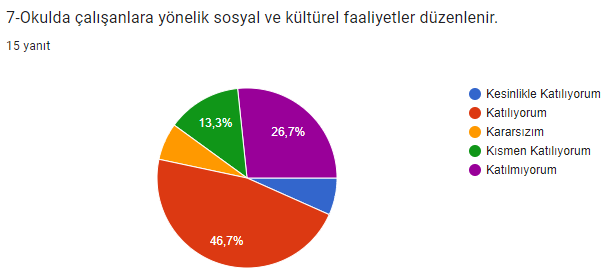 7-Okulda çalışanlara yönelik sosyal ve kültürel faaliyetler düzenlenir.
15 yanıt
Kesinlikle Katılıyorum
Katılıyorum
Kararsızım
Kısmen Katılıyorum
Katılmıyorum
13,3%
26,7%
46,7%